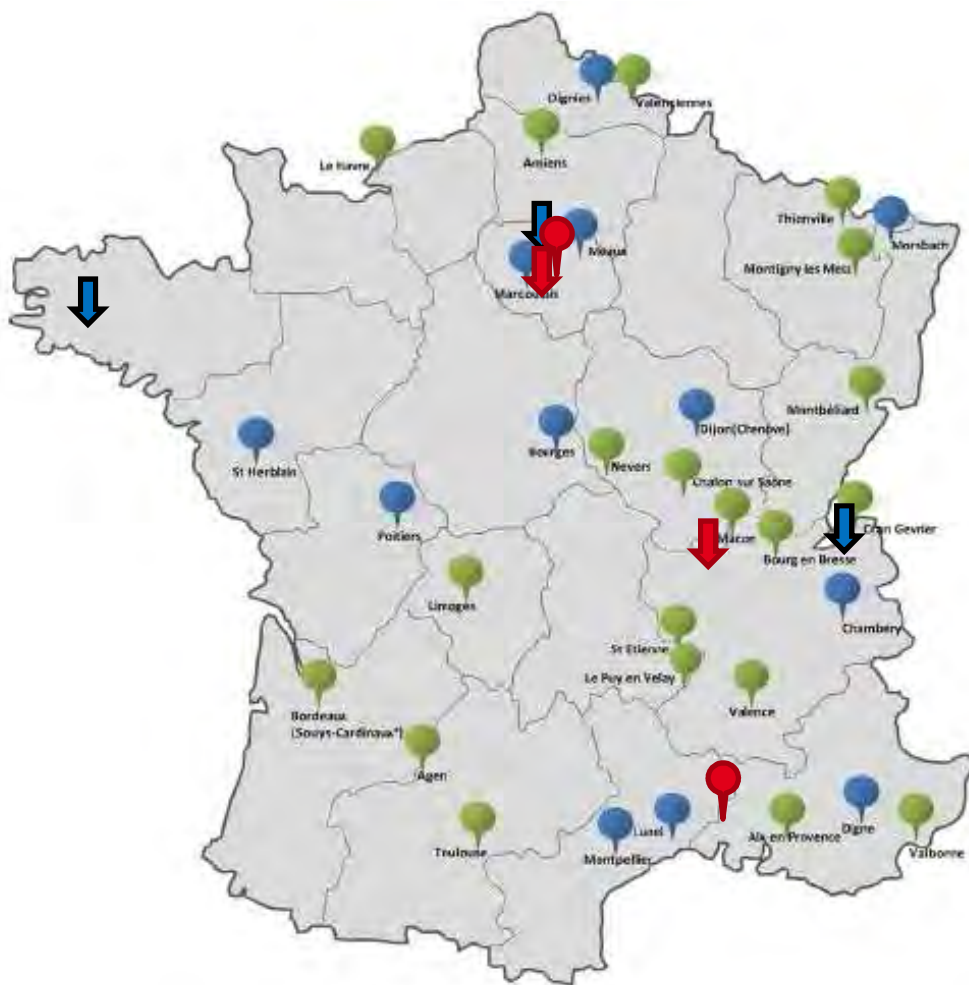 Oignies
Valenciennes
Le Havre
Amiens
Thionville
Morsbach
Meaux
Montigny les Metz
Montbéliard
Dijon(Chenove)
Bourges
Nevers
St Herblain
Chalon sur Saône
Poitiers
Macon
Cran Gevrier
Bourg en Bresse
Limoges
Chambéry
St Etienne
Le Puy en Velay
Valence
Bordeaux
(Souys-Cardinaux*)
Agen
Lunel
Toulouse
Montpellier
Aix en Provence
Digne
Valbonne